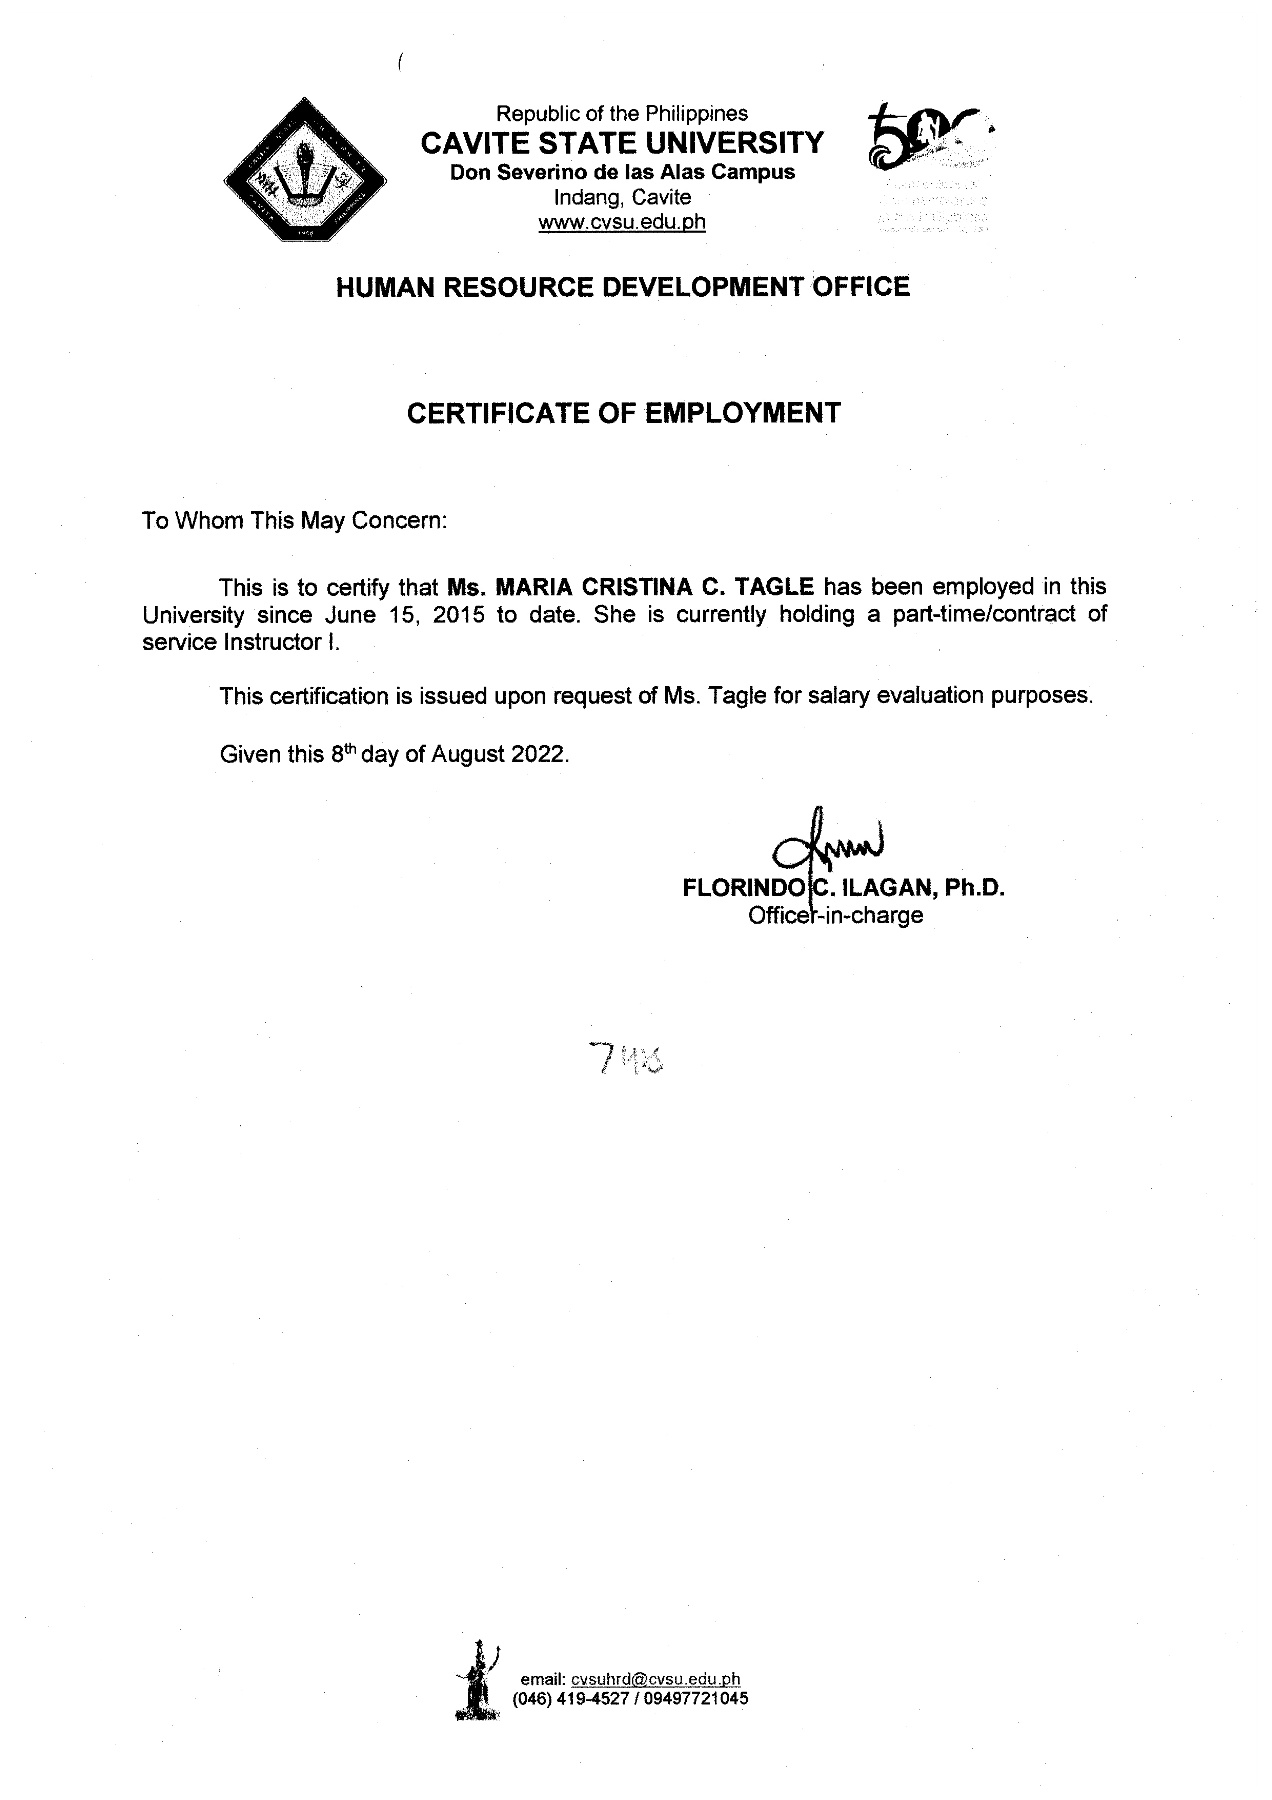 Republic of the Philippines
CAVITE STATE UNIVERSITY
Don Severino de las Alas Campus
Indang, Cavite
www.cvsu.edu.ph
HUMAN RESOURCE DEVELOPMENT OFFICE
CERTIFICATE OF EMPLOYMENT
To Whom This May Concern:
This is to certify that Ms. MARIA CRISTINA C. TAGLE has been employed in this
University since June 15, 2015 to date. She is currently holding a part-time/contract of
service Instructor I.
This certification is issued upon request of Ms. Tagle for salary evaluation purposes.
Given this 8th day of August 2022.
FLORINDO C. ILAGAN, Ph.D.
Officer-in-charge
email: cvsuhrd@cvsu.edu.ph
(046) 419-4527 / 09497721045